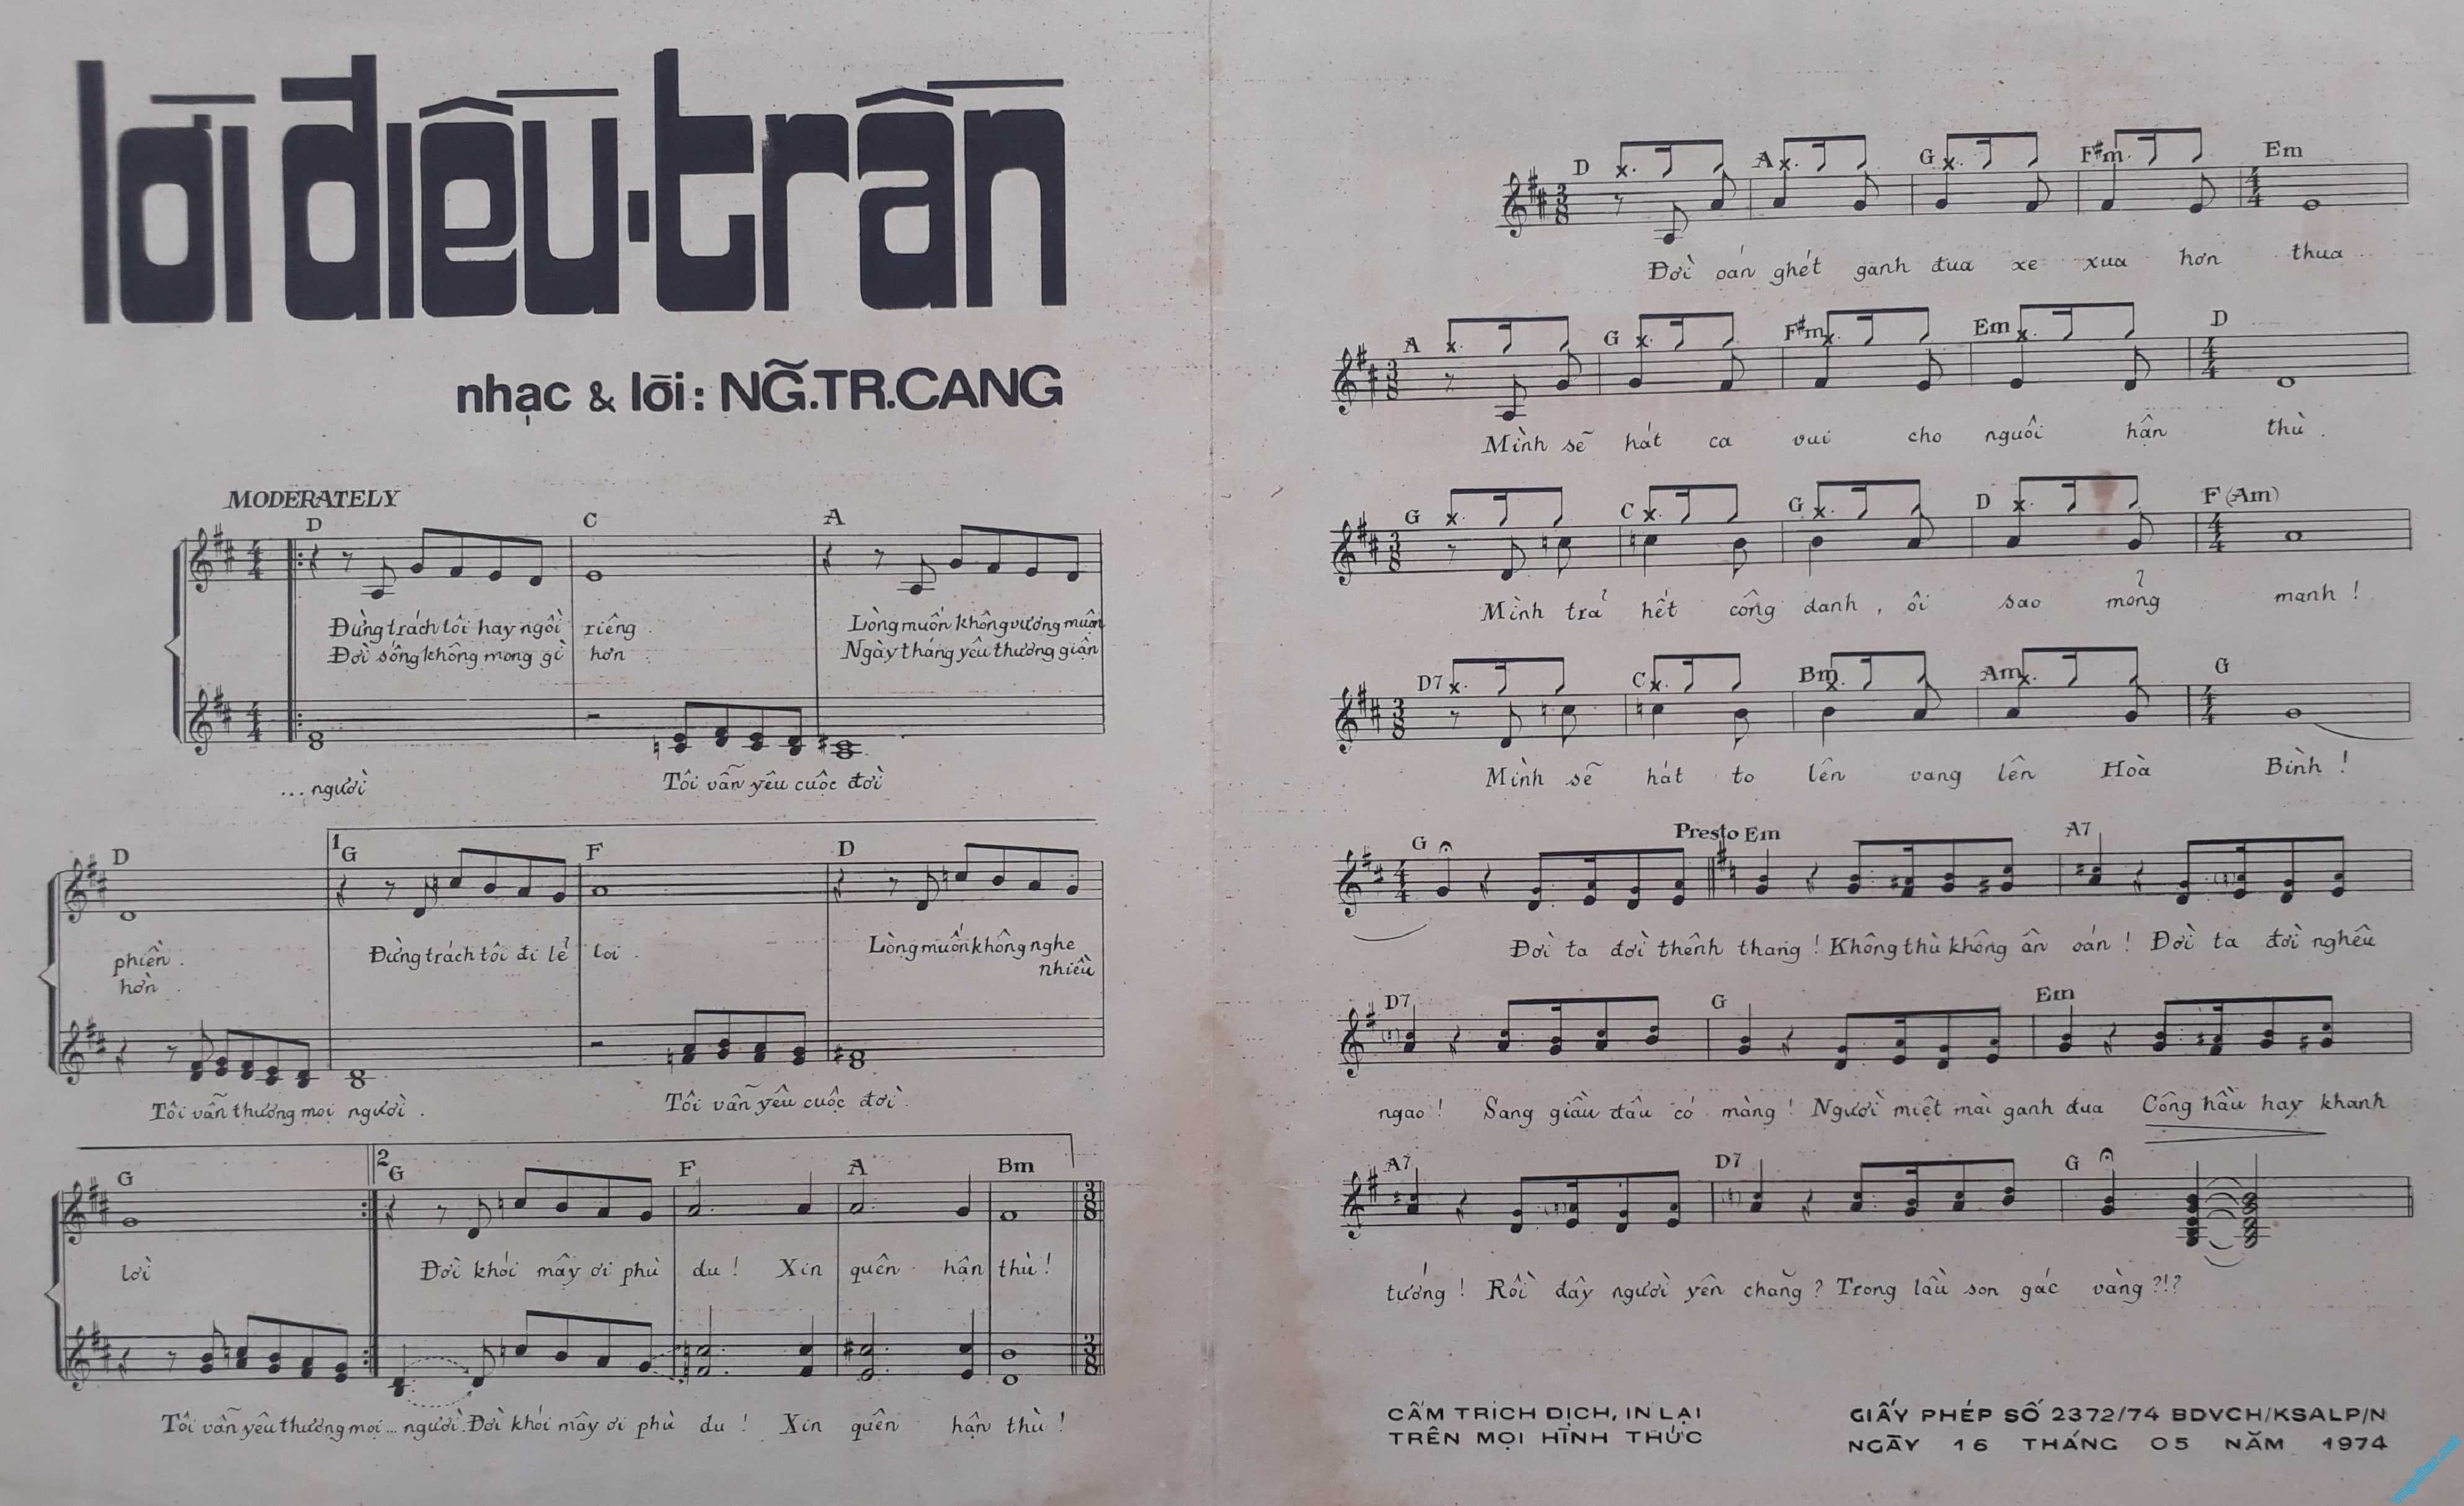 lời điều-trần
nhạc & lời: NG̃.TR.CANG
MODERATELY
D C A
Đừng trách tôi hay ngồi riêng . Lòng muốn không vương muộn
Đời sống không mong gì hơn . Ngày tháng yêu thương giận
... người Tôi vẫn yêu cuộc đời
D 1 G F D
phiền . Đừng trách tôi đi lẻ loi . Lòng muốn không nghe nhiều
hơn .
Tôi vẫn thương mọi người . Tôi vẫn yêu cuộc đời .
G 2 G F A Bm
lời Đời khói mây ơi phù du ! Xin quên hận thù !
Tôi vẫn yêu thương mọi ... người . Đời khói mây ơi phù du ! Xin quên hận thù !
D A G F#m Em
Đời oán ghét ganh đua xe xua hơn thua .
A G F#m Em D
Mình sẽ hát ca vui cho nguôi hận thù .
G C G D F (Am)
Mình trả hết công danh , ôi sao mỏng manh !
D7 C Bm Am G
Mình sẽ hát to lên vang lên Hoà Bình !
G Presto Em A7
Đời ta đời thênh thang ! Không thù không ân oán ! Đời ta đời nghêu
D7 G Em
ngao ! Sang giầu đâu có màng ! Người miệt mài ganh đua Công hầu hay khanh
A7 D7 G
tướng ! Rồi đây người yên chăng ? Trong lầu son gác vàng ?!?
CẤM TRÍCH DỊCH, IN LẠI
TRÊN MỌI HÌNH THỨC
GIẤY PHÉP SỐ 2372/74 BDVCH/KSALP/N
NGÀY 16 THÁNG 05 NĂM 1974